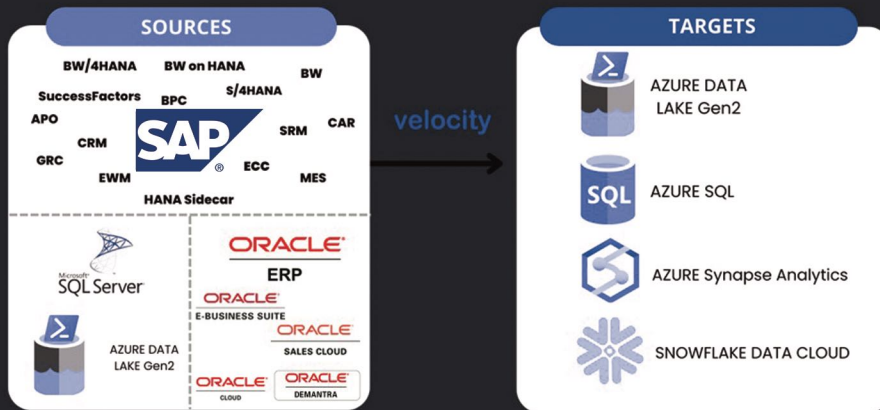 SOURCES
BW/4HANA BW on HANA BW
SuccessFactors BPC S/4HANA
APO CRM SAP® SRM CAR
GRC EWM ECC MES
HANA Sidecar
Microsoft®
SQL Server®
AZURE DATA
LAKE Gen2
ORACLE®
ERP
ORACLE®
E-BUSINESS SUITE
ORACLE®
SALES CLOUD
ORACLE®
CLOUD
ORACLE®
DEMANTRA
velocity
TARGETS
AZURE DATA
LAKE Gen2
SQL AZURE SQL
AZURE Synapse Analytics
SNOWFLAKE DATA CLOUD